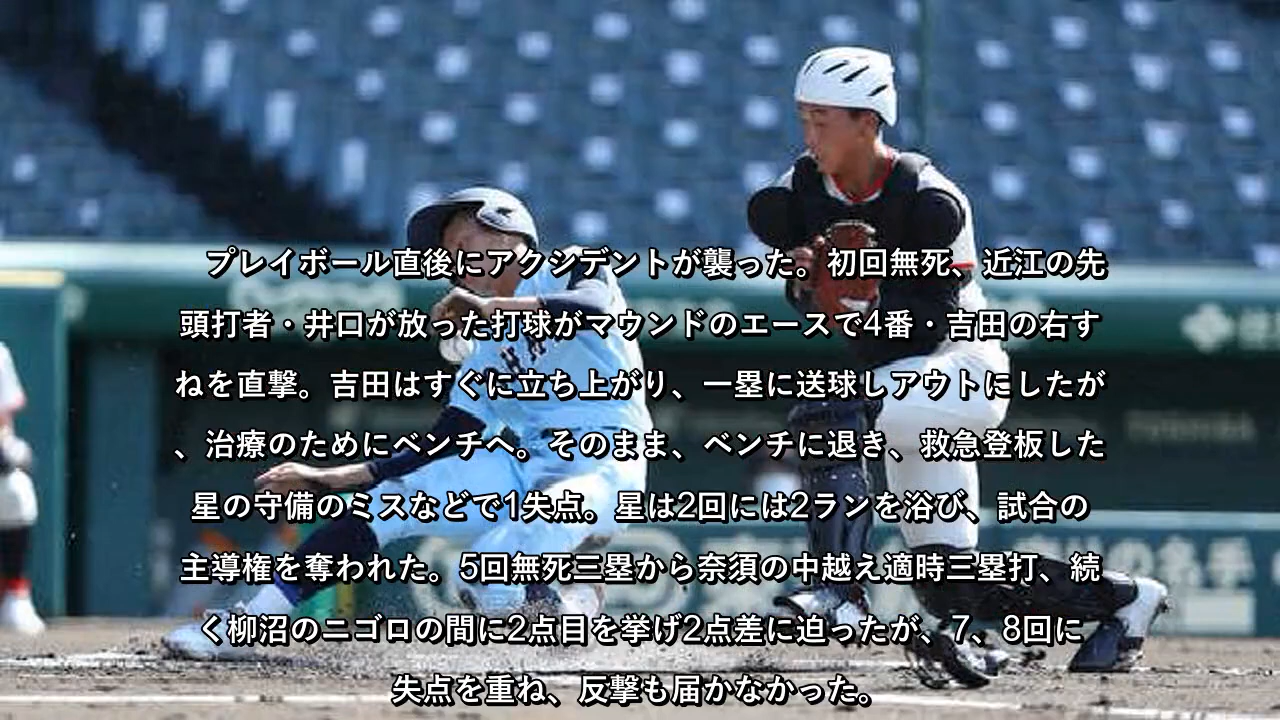 プレイボール直後にアクシデントが襲った。初回無死、近江の先
頭打者・井口が放った打球がマウンドのエースで4番・吉田の右す
ねを直撃。吉田はすぐに立ち上がり、一塁に送球しアウトにしたが
、治療のためにベンチへ。そのまま、ベンチに退き、救急登板した
星の守備のミスなどで1失点。星は2回には2ランを浴び、試合の
主導権を奪われた。5回無死三塁から奈須の中越え適時三塁打、続
く柳沼のニゴロの間に2点目を挙げ2点差に迫ったが、7、8回に
失点を重ね、反撃も届かなかった。